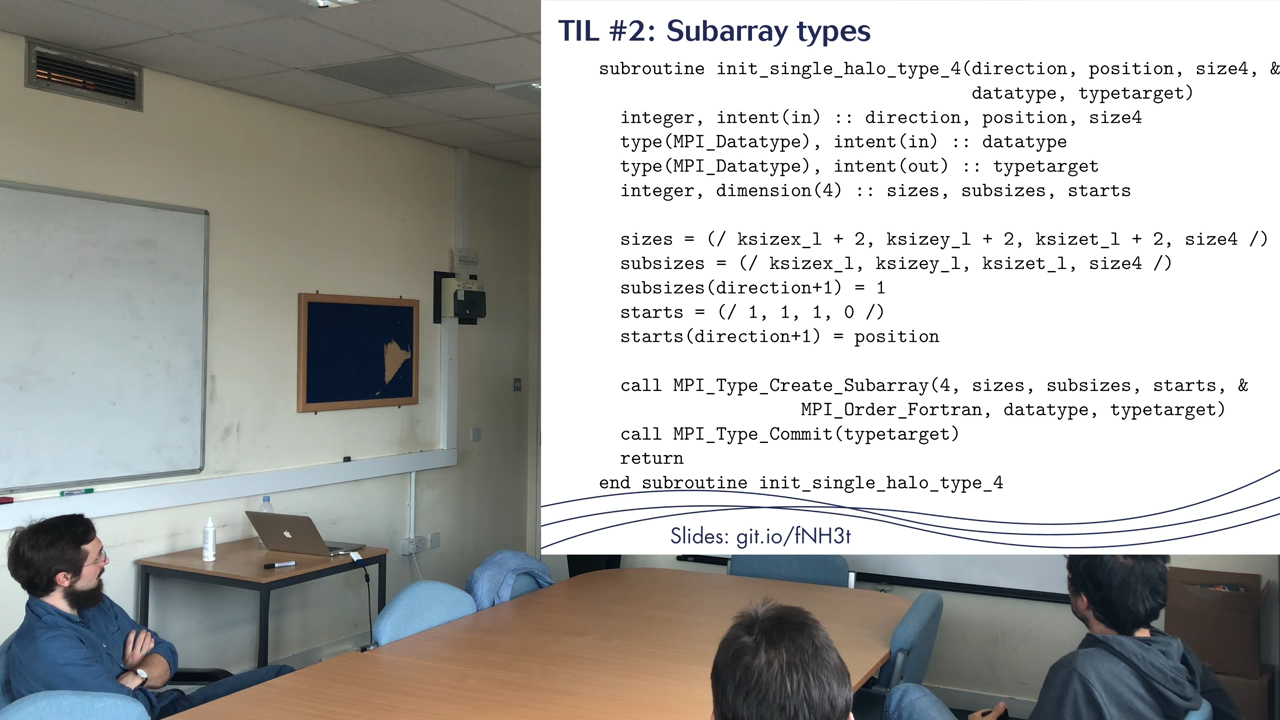 TIL #2: Subarray types
subroutine init_single_halo_type_4(direction, position, size4, &
datatype, typetarget)
integer, intent(in) :: direction, position, size4
type(MPI_Datatype), intent(in) :: datatype
type(MPI_Datatype), intent(out) :: typetarget
integer, dimension(4) :: sizes, subsizes, starts
sizes = (/ ksizex_l + 2, ksizey_l + 2, ksizet_l + 2, size4 /)
subsizes = (/ ksizex_l, ksizey_l, ksizet_l, size4 /)
subsizes(direction+1) = 1
starts = (/ 1, 1, 1, 0 /)
starts(direction+1) = position
call MPI_Type_Create_Subarray(4, sizes, subsizes, starts, &
MPI_Order_Fortran, datatype, typetarget)
call MPI_Type_Commit(typetarget)
return
end subroutine init_single_halo_type_4
Slides: git.io/fNH3t